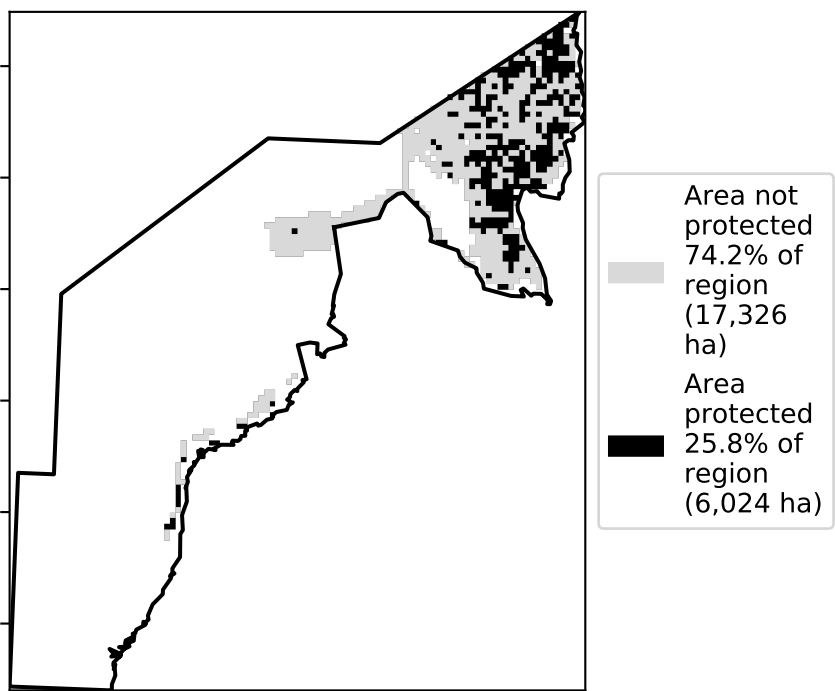 Area not
protected
74.2% of
region
(17,326
ha)
Area
protected
25.8% of
region
(6,024 ha)